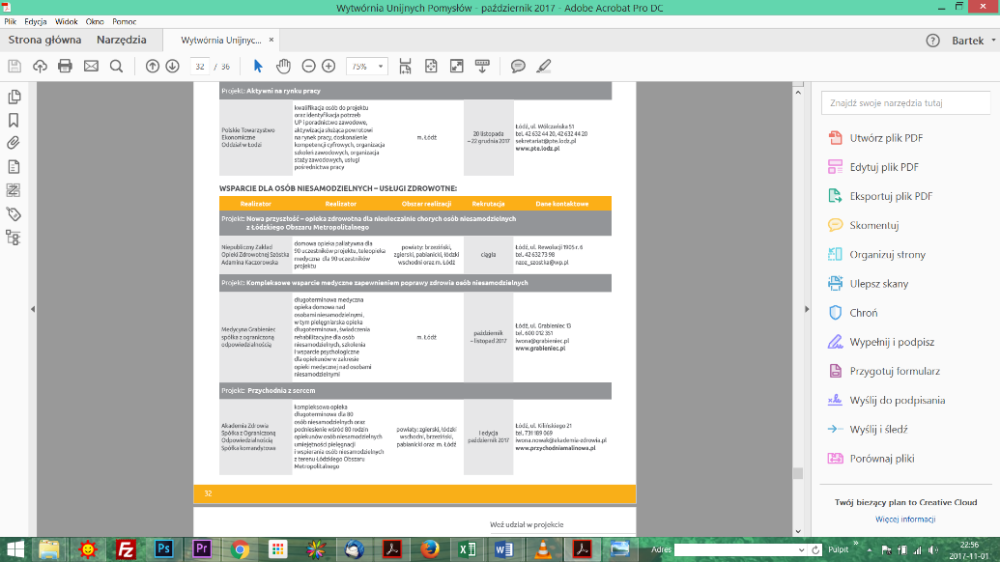 Wytwórnia Unijnych Pomysłów - październik 2017 - Adobe Acrobat Pro DC
Plik Edycja Widok Okno Pomoc
Strona główna Narzędzia Wytwórnia Unijnyc... × Bartek
32 / 36 75%
Projekt: Aktywni na rynku pracy
Polskie Towarzystwo
Ekonomiczne
Oddział w Łodzi
kwalifikacja osób do projektu
oraz identyfikacja potrzeb
UP i poradnictwo zawodowe,
aktywizacja służąca powrotowi
na rynek pracy, doskonalenie
kompetencji cyfrowych, organizacja
szkoleń zawodowych, organizacja
staży zawodowych, usługi
pośrednictwa pracy
m. Łódź
20 listopada
– 22 grudnia 2017
Łódź, ul. Wólczańska 51
tel. 42 632 44 20, 42 632 44 20
sekretariat@pte.lodz.pl
www.pte.lodz.pl
WSPARCIE DLA OSÓB NIESAMODZIELNYCH – USŁUGI ZDROWOTNE:
Realizator Realizator Obszar realizacji Rekrutacja Dane kontaktowe
Projekt: Nowa przyszłość – opieka zdrowotna dla nieuleczalnie chorych osób niesamodzielnych
z Łódzkiego Obszaru Metropolitalnego
Niepubliczny Zakład
Opieki Zdrowotnej Szóstka
Adamina Kaczorowska
domowa opieka paliatywna dla
90 uczestników projektu, teleopieka
medyczna dla 90 uczestników
projektu
powiaty: brzeziński,
zgierski, pabianicki, łódzki
wschodni oraz m. Łódź
ciągła
Łódź, ul. Rewolucji 1905 r. 6
tel. 42 632 73 98
nzoz_szostka@wp.pl
Projekt: Kompleksowe wsparcie medyczne zapewnieniem poprawy zdrowia osób niesamodzielnych
Medycyna Grabieniec
spółka z ograniczoną
odpowiedzialnością
długoterminowa medyczna
opieka domowa nad
osobami niesamodzielnymi,
w tym pielęgniarska opieka
długoterminowa, świadczenia
rehabilitacyjne dla osób
niesamodzielnych, szkolenia
i wsparcie psychologiczne
dla opiekunów w zakresie
opieki medycznej nad osobami
niesamodzielnymi
m. Łódź
październik
– listopad 2017
Łódź, ul. Grabieniec 13
tel. 600 012 351
iwona@grabieniec.pl
www.grabieniec.pl
Projekt: Przychodnia z sercem
Akademia Zdrowia
Spółka z Ograniczoną
Odpowiedzialnością
Spółka komandytowa
kompleksowa opieka
długoterminowa dla 80
osób niesamodzielnych oraz
podniesienie wśród 80 rodzin
opiekunów osób niesamodzielnych
umiejętności pielęgnacji
i wspierania osób niesamodzielnych
z terenu Łódzkiego Obszaru
Metropolitalnego
powiaty: zgierski, łódzki
wschodni, brzeziński,
pabianicki oraz m. Łódź
I edycja
październik 2017
Łódź, ul. Kilińskiego 21
tel. 731 189 069
iwona.nowak@akademia-zdrowia.pl
www.przychodniamalinowa.pl
32
Weź udział w projekcie
Znajdź swoje narzędzia tutaj
Utwórz plik PDF
Edytuj plik PDF
Eksportuj plik PDF
Skomentuj
Organizuj strony
Ulepsz skany
Chroń
Wypełnij i podpisz
Przygotuj formularz
Wyślij do podpisania
Wyślij i śledź
Porównaj pliki
Twój bieżący plan to Creative Cloud
Więcej informacji
Ps Pr Adres Pulpit 22:56
2017-11-01